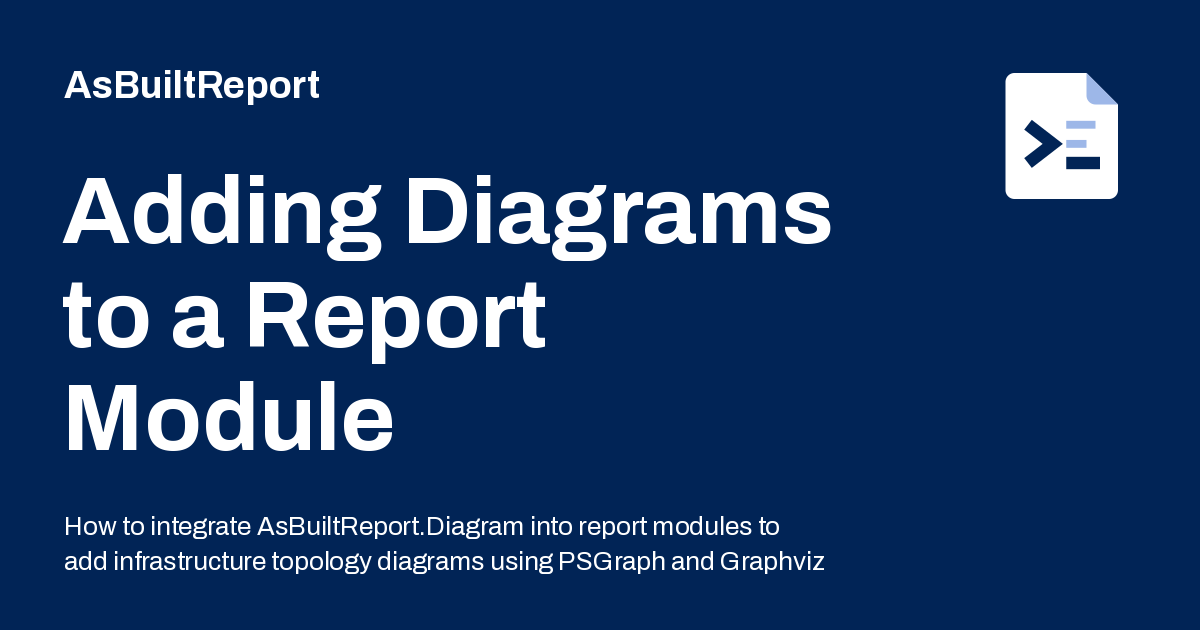 AsBuiltReport
Adding Diagrams
to a Report
Module
How to integrate AsBuiltReport.Diagram into report modules to
add infrastructure topology diagrams using PSGraph and Graphviz